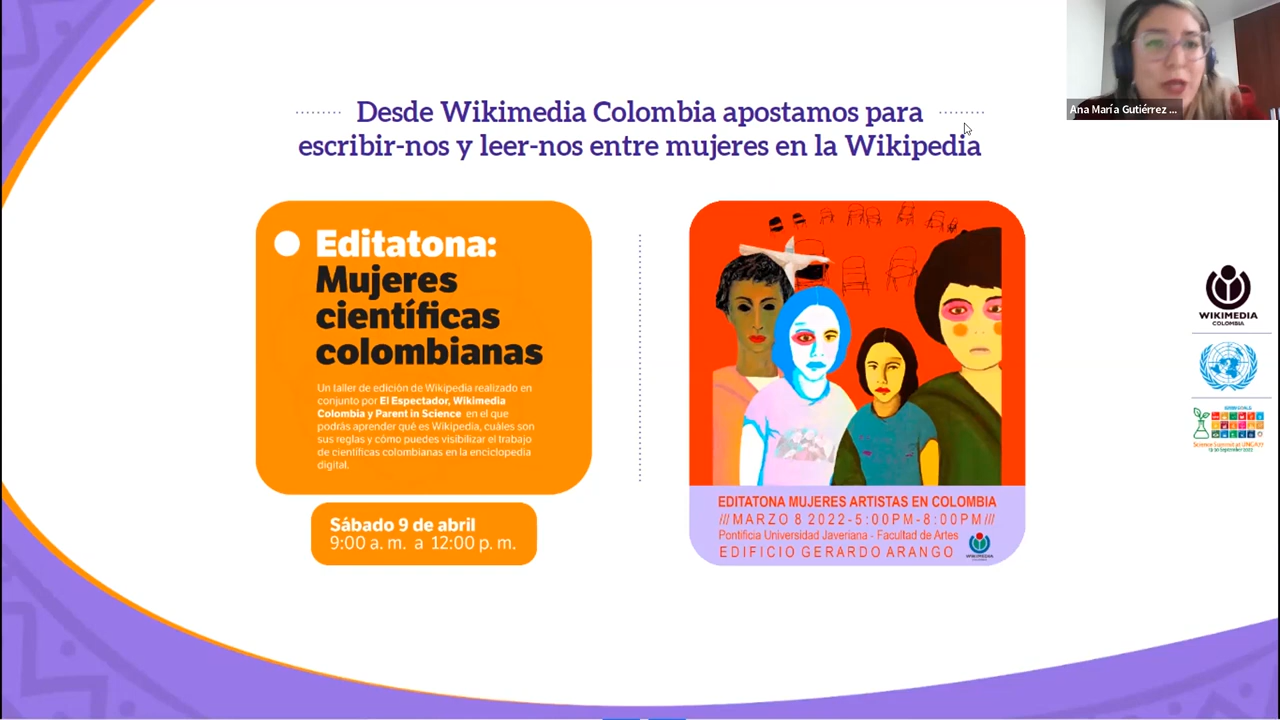 Ana María Gutiérrez ...
Desde Wikimedia Colombia apostamos para
escribir-nos y leer-nos entre mujeres en la Wikipedia
Editatona:
Mujeres
científicas
colombianas
Un taller de edición de Wikipedia realizado en
conjunto por El Espectador, Wikimedia
Colombia y Parent in Science en el que
podrás aprender qué es Wikipedia, cuáles son
sus reglas y cómo puedes visibilizar el trabajo
de científicas colombianas en la enciclopedia
digital.
Sábado 9 de abril
9:00 a. m. a 12:00 p. m.
EDITATONA MUJERES ARTISTAS EN COLOMBIA
/// MARZO 8 2022-5:00PM-8:00PM///
Pontificia Universidad Javeriana - Facultad de Artes
EDIFICIO GERARDO ARANGO
WIKIMEDIA
COLOMBIA
Science Summit at UNGA77